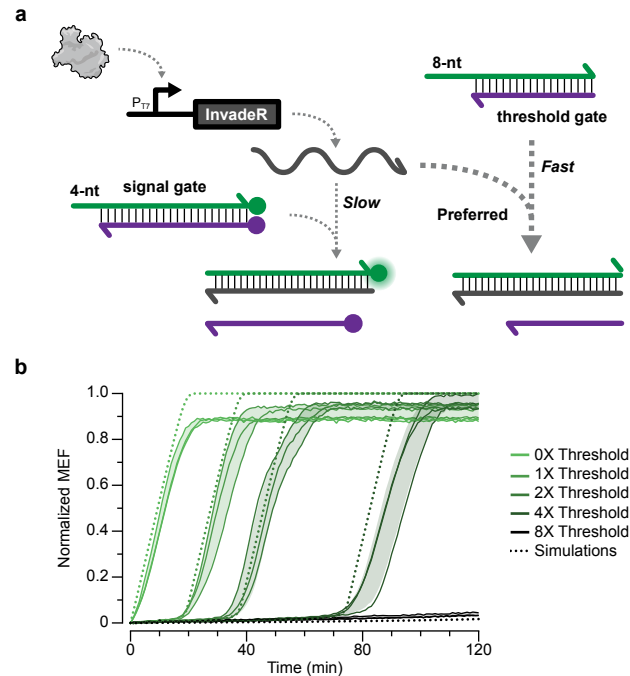 a
8-nt
P_T7
InvadeR
threshold gate
4-nt
signal gate
Slow
Fast
Preferred
b
Normalized MEF
1.0
0.8
0.6
0.4
0.2
0
0 40 60 80 120
Time (min)
0X Threshold
1X Threshold
2X Threshold
4X Threshold
8X Threshold
Simulations